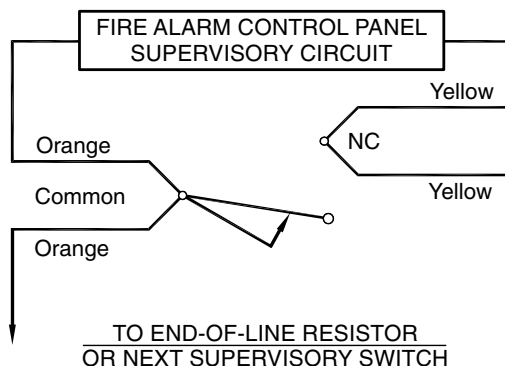 FIRE ALARM CONTROL PANEL
SUPERVISORY CIRCUIT
Yellow
Orange
NC
Common
Yellow
Orange
TO END-OF-LINE RESISTOR
OR NEXT SUPERVISORY SWITCH